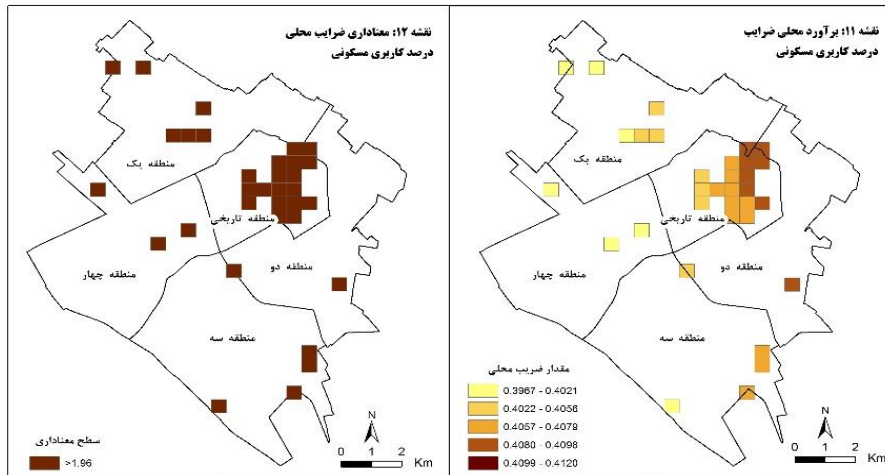 نقشه ۱۲: معناداری ضرایب محلی
درصد کاربری مسکونی
منطقه یک
منطقه تاریخی
منطقه چهار
منطقه دو
منطقه سه
سطح معناداری
>1.96
N
0 1 2
Km
نقشه ۱۱: برآورد محلی ضرایب
درصد کاربری مسکونی
منطقه یک
منطقه تاریخی
منطقه چهار
منطقه دو
منطقه سه
مقدار ضریب محلی
0.3967 - 0.4021
0.4022 - 0.4056
0.4057 - 0.4079
0.4080 - 0.4098
0.4099 - 0.4120
N
0 1 2
Km